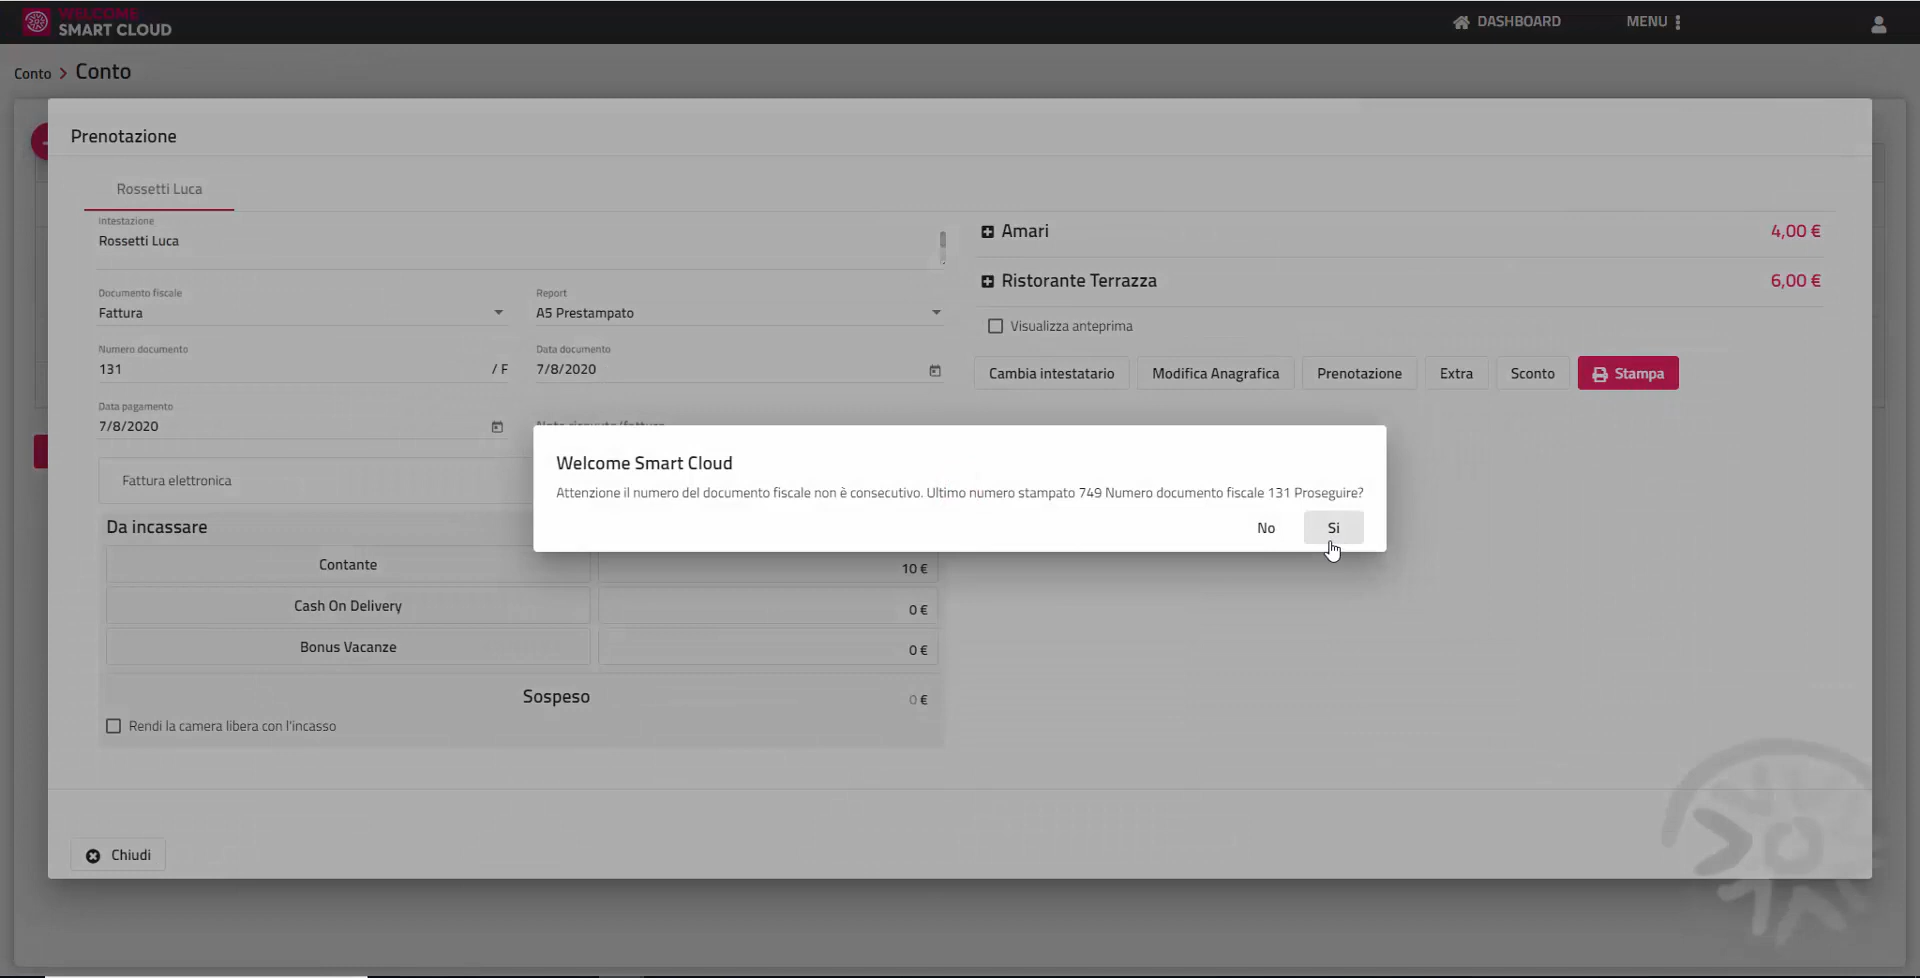 WELCOME
SMART CLOUD
DASHBOARD
MENU
Conto > Conto
Prenotazione
Rossetti Luca
Intestazione
Rossetti Luca
Documento fiscale
Fattura
Report
A5 Prestampato
Numero documento
131
/ F
Data documento
7/8/2020
Data pagamento
7/8/2020
Fattura elettronica
Da incassare
Contante
10 €
Cash On Delivery
0 €
Bonus Vacanze
0 €
Sospeso
0 €
Rendi la camera libera con l'incasso
Amari
4,00 €
Ristorante Terrazza
6,00 €
Visualizza anteprima
Cambia intestatario
Modifica Anagrafica
Prenotazione
Extra
Sconto
Stampa
Welcome Smart Cloud
Attenzione il numero del documento fiscale non è consecutivo. Ultimo numero stampato 749 Numero documento fiscale 131 Proseguire?
No
Si
Chiudi